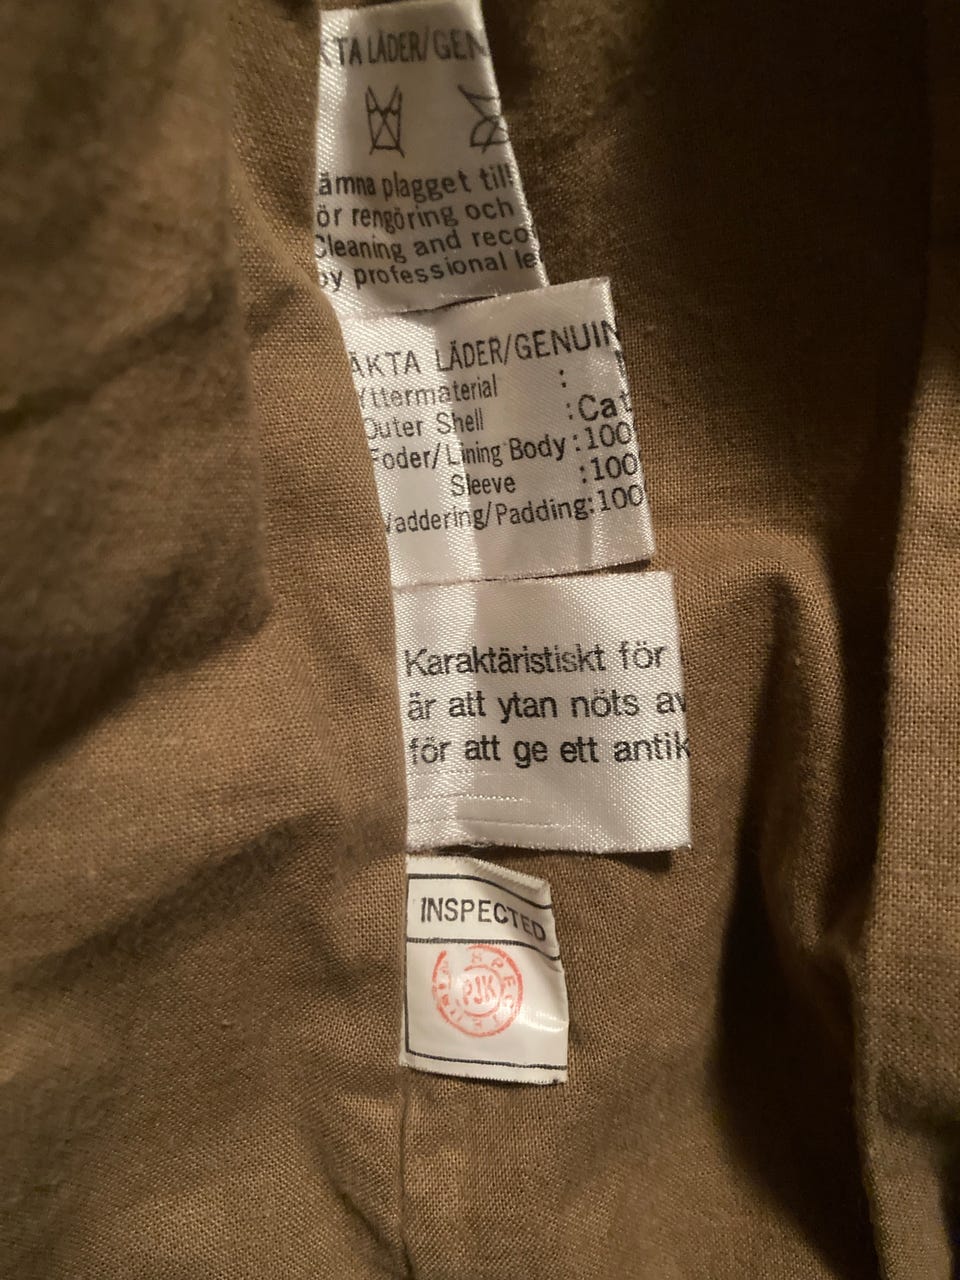 KTA LÄDER/GEN
ämna plagget till
ör rengöring och
Cleaning and reco
by professional le
ÄKTA LÄDER/GENUIN
Yttermaterial :
Outer Shell :Cat
Foder/Lining Body:100
Sleeve :100
Vaddering/Padding:100
Karaktäristiskt för
är att ytan nöts av
för att ge ett antik
INSPECTED
PJK